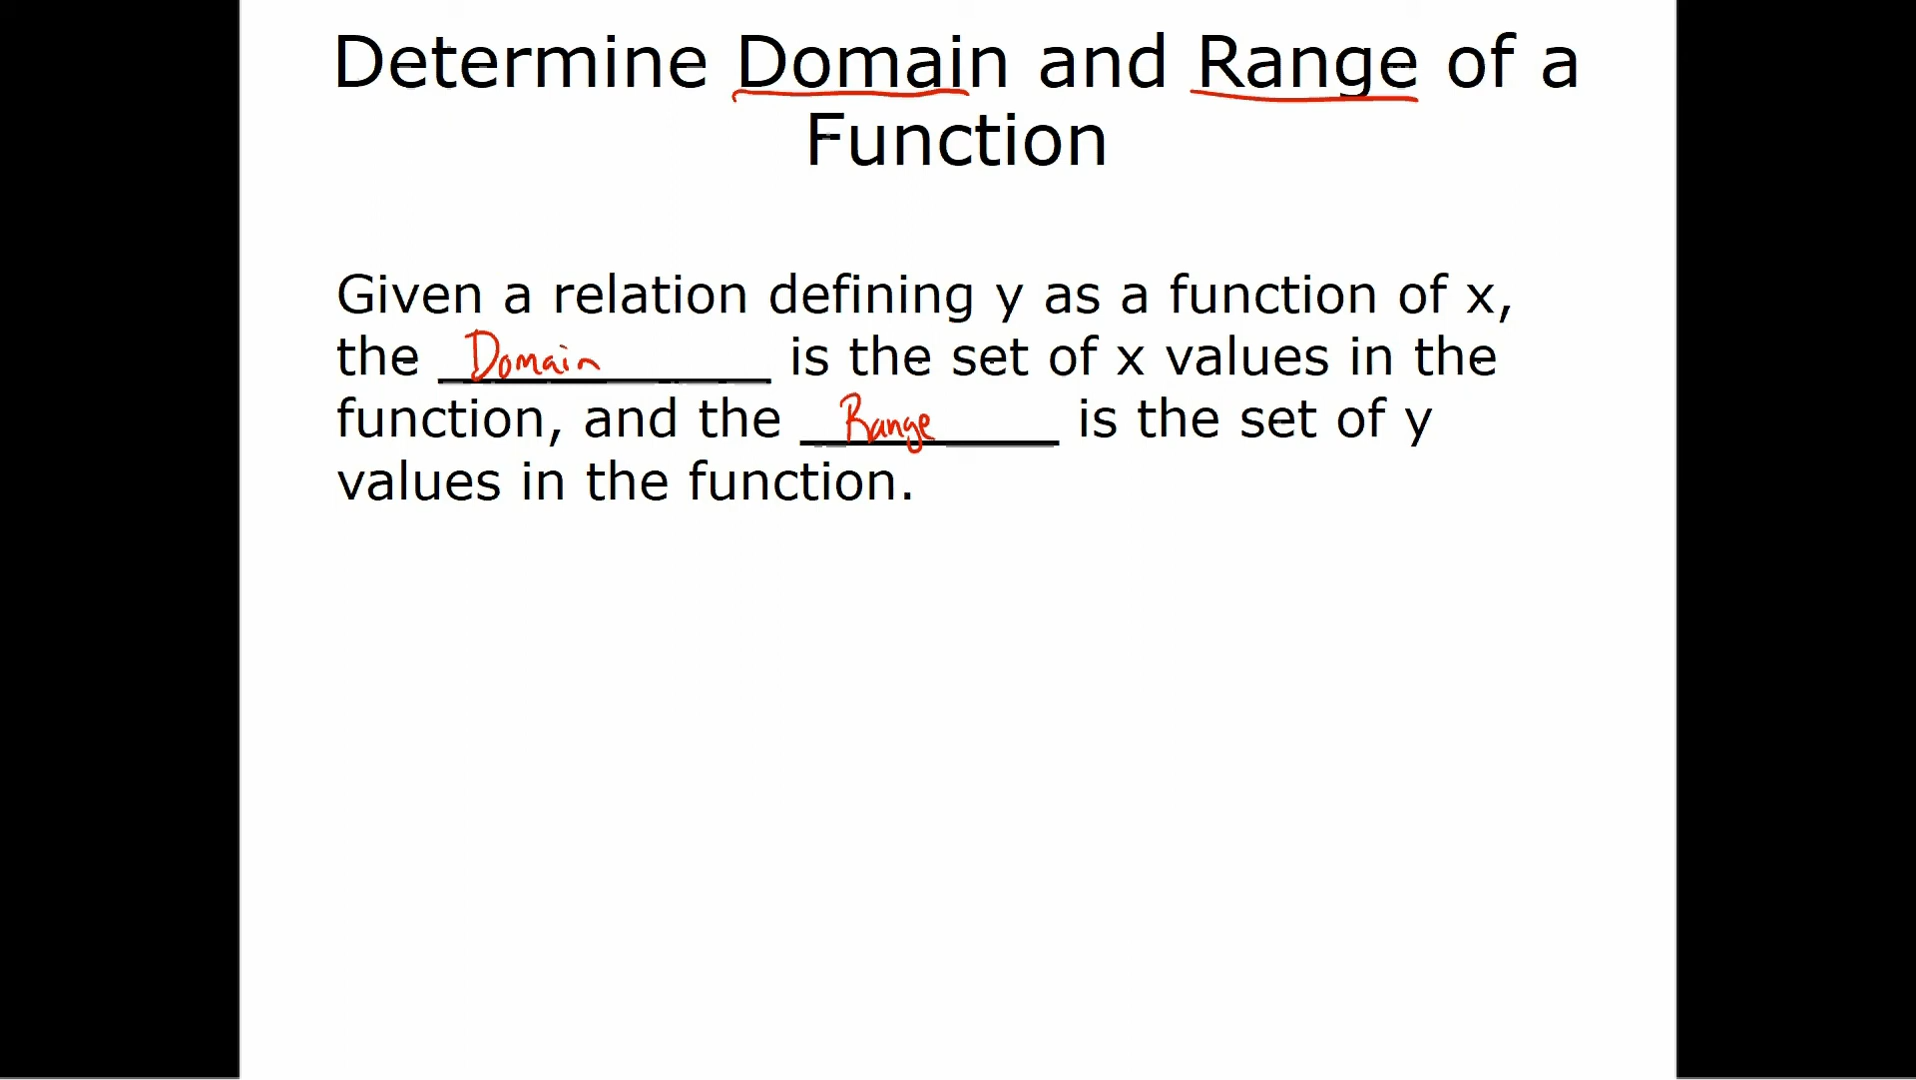 Determine Domain and Range of a
Function
Given a relation defining y as a function of x,
the Domain is the set of x values in the
function, and the Range is the set of y
values in the function.